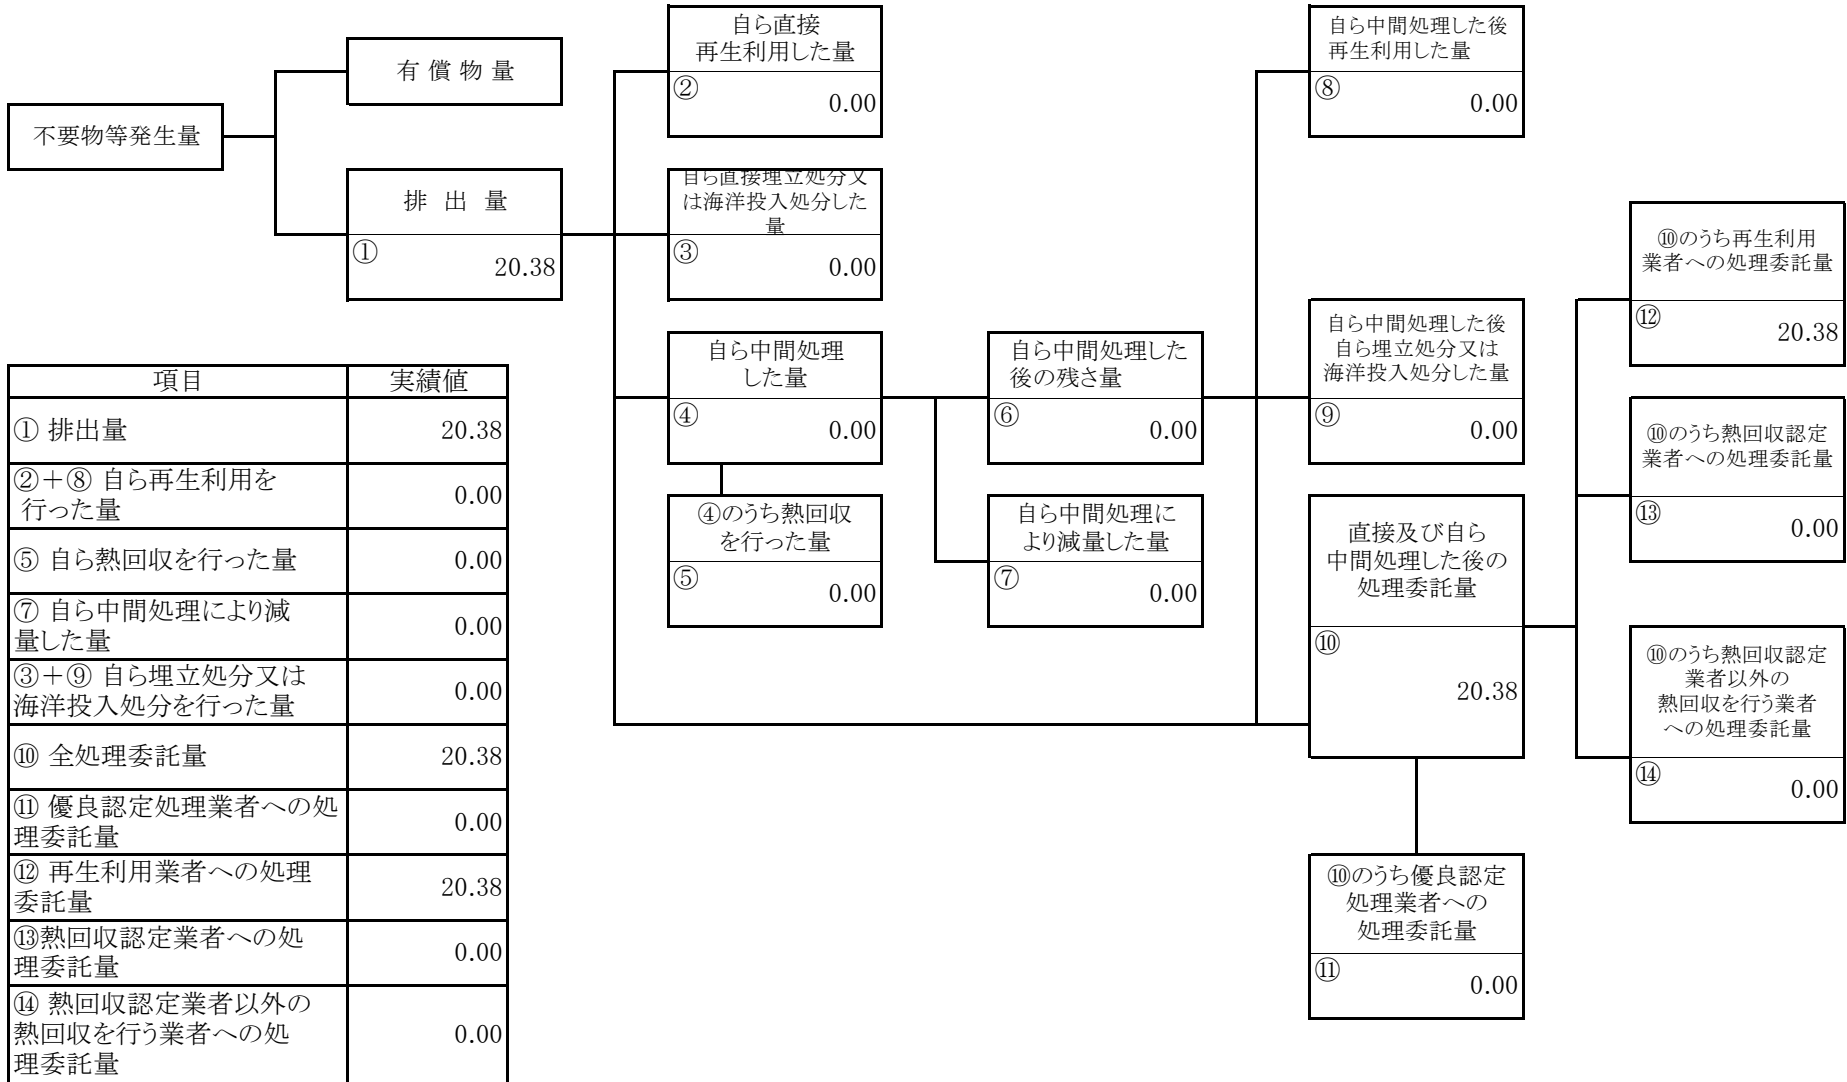 不要物等発生量
有 償 物 量
排 出 量
①
20.38
自ら直接
再生利用した量
②
0.00
自ら直接埋立処分又
は海洋投入処分した
量
③
0.00
自ら中間処理
した量
④
0.00
④のうち熱回収
を行った量
⑤
0.00
自ら中間処理した
後の残さ量
⑥
0.00
自ら中間処理に
より減量した量
⑦
0.00
自ら中間処理した後
再生利用した量
⑧
0.00
自ら中間処理した後
自ら埋立処分又は
海洋投入処分した量
⑨
0.00
直接及び自ら
中間処理した後の
処理委託量
⑩
20.38
⑩のうち優良認定
処理業者への
処理委託量
⑪
0.00
⑩のうち再生利用
業者への処理委託量
⑫
20.38
⑩のうち熱回収認定
業者への処理委託量
⑬
0.00
⑩のうち熱回収認定
業者以外の
熱回収を行う業者
への処理委託量
⑭
0.00
項目 実績値
① 排出量 20.38
②＋⑧ 自ら再生利用を
行った量 0.00
⑤ 自ら熱回収を行った量 0.00
⑦ 自ら中間処理により減
量した量 0.00
③＋⑨ 自ら埋立処分又は
海洋投入処分を行った量 0.00
⑩ 全処理委託量 20.38
⑪ 優良認定処理業者への処
理委託量 0.00
⑫ 再生利用業者への処理
委託量 20.38
⑬熱回収認定業者への処
理委託量 0.00
⑭ 熱回収認定業者以外の
熱回収を行う業者への処
理委託量 0.00